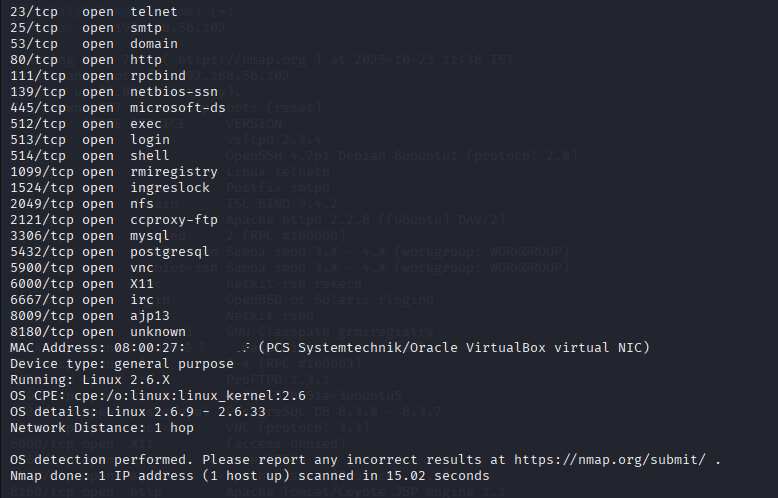 23/tcp   open  telnet
25/tcp   open  smtp
53/tcp   open  domain
80/tcp   open  http
111/tcp  open  rpcbind
139/tcp  open  netbios-ssn
445/tcp  open  microsoft-ds
512/tcp  open  exec
513/tcp  open  login
514/tcp  open  shell
1099/tcp open  rmiregistry
1524/tcp open  ingreslock
2049/tcp open  nfs
2121/tcp open  ccproxy-ftp
3306/tcp open  mysql
5432/tcp open  postgresql
5900/tcp open  vnc
6000/tcp open  X11
6667/tcp open  irc
8009/tcp open  ajp13
8180/tcp open  unknown
MAC Address: 08:00:27: (PCS Systemtechnik/Oracle VirtualBox virtual NIC)
Device type: general purpose
Running: Linux 2.6.X
OS CPE: cpe:/o:linux:linux_kernel:2.6
OS details: Linux 2.6.9 - 2.6.33
Network Distance: 1 hop
OS detection performed. Please report any incorrect results at https://nmap.org/submit/ .
Nmap done: 1 IP address (1 host up) scanned in 15.02 seconds